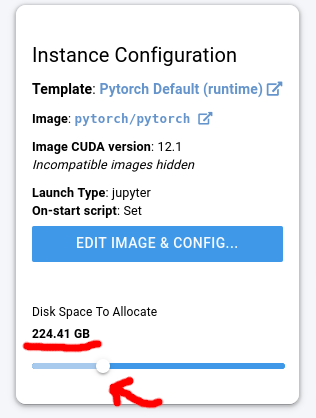 Instance Configuration
Template: Pytorch Default (runtime)
Image: pytorch/pytorch
Image CUDA version: 12.1
Incompatible images hidden
Launch Type: jupyter
On-start script: Set
EDIT IMAGE & CONFIG...
Disk Space To Allocate
224.41 GB